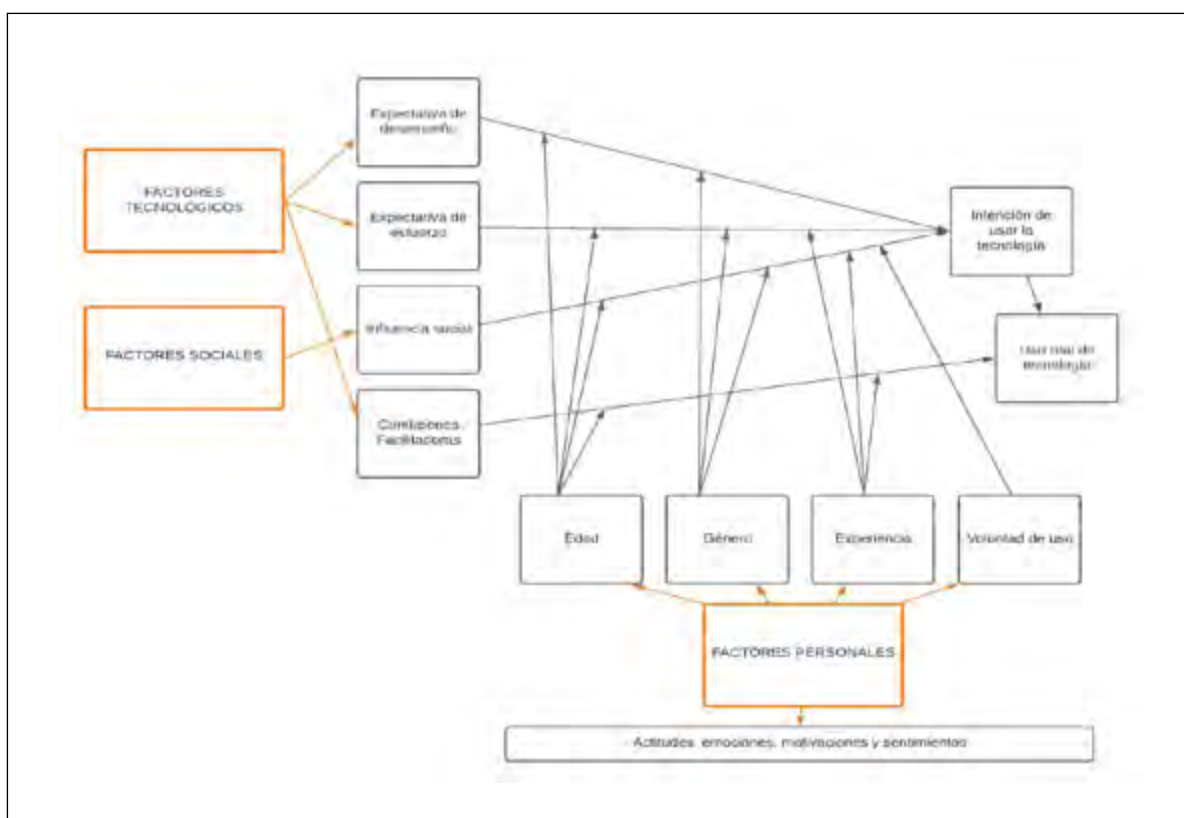 Expectativa de
desempeño
FACTORES
TECNOLÓGICOS
Expectativa de
esfuerzo
Intención de
usar la
tecnología
Influencia social
FACTORES SOCIALES
Uso real de
tecnología
Condiciones
Facilitadoras
Edad
Género
Experiencia
Voluntad de uso
FACTORES PERSONALES
Actitudes, emociones, motivaciones y sentimientos